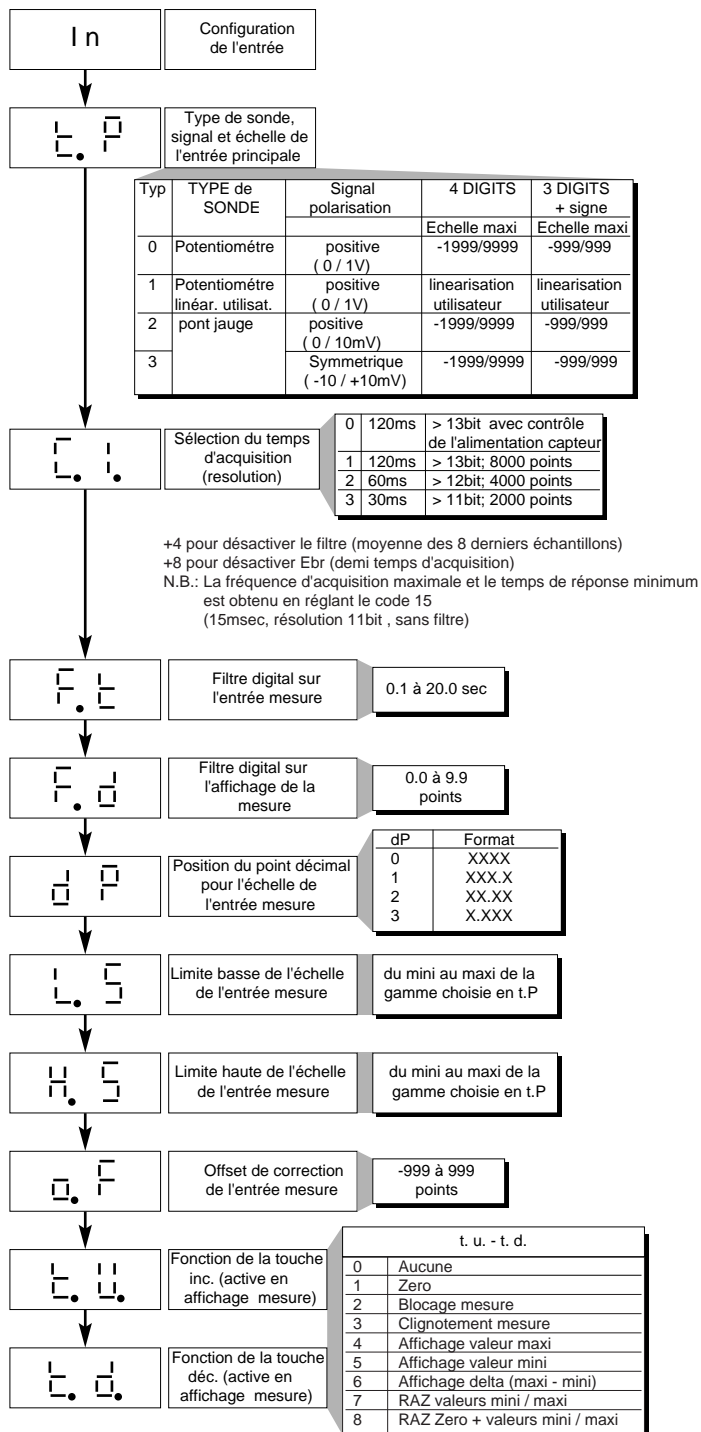 In
Configuration
de l'entrée
t.P
Type de sonde,
signal et échelle de
l'entrée principale
Typ TYPE de SONDE Signal polarisation 4 DIGITS 3 DIGITS + signe
Echelle maxi Echelle maxi
0 Potentiométre positive ( 0 / 1V) -1999/9999 -999/999
1 Potentiométre linéar. utilisat. positive ( 0 / 1V) linearisation utilisateur linearisation utilisateur
2 pont jauge positive ( 0 / 10mV) -1999/9999 -999/999
3 Symmetrique ( -10 / +10mV) -1999/9999 -999/999
C.I.
Sélection du temps
d'acquisition
(resolution)
0 120ms > 13bit avec contrôle
de l'alimentation capteur
1 120ms > 13bit; 8000 points
2 60ms > 12bit; 4000 points
3 30ms > 11bit; 2000 points
+4 pour désactiver le filtre (moyenne des 8 derniers échantillons)
+8 pour désactiver Ebr (demi temps d'acquisition)
N.B.: La fréquence d'acquisition maximale et le temps de réponse minimum
est obtenu en réglant le code 15
(15msec, résolution 11bit , sans filtre)
F.t
Filtre digital sur
l'entrée mesure
0.1 à 20.0 sec
F.d
Filtre digital sur
l'affichage de la
mesure
0.0 à 9.9
points
dP
Position du point décimal
pour l'échelle de
l'entrée mesure
dP Format
0 XXXX
1 XXX.X
2 XX.XX
3 X.XXX
L.S
Limite basse de l'échelle
de l'entrée mesure
du mini au maxi de la
gamme choisie en t.P
H.S
Limite haute de l'échelle
de l'entrée mesure
du mini au maxi de la
gamme choisie en t.P
o.F
Offset de correction
de l'entrée mesure
-999 à 999
points
t.U.
Fonction de la touche
inc. (active en
affichage mesure)
t.d.
Fonction de la touche
déc. (active en
affichage mesure)
t. u. - t. d.
0 Aucune
1 Zero
2 Blocage mesure
3 Clignotement mesure
4 Affichage valeur maxi
5 Affichage valeur mini
6 Affichage delta (maxi - mini)
7 RAZ valeurs mini / maxi
8 RAZ Zero + valeurs mini / maxi